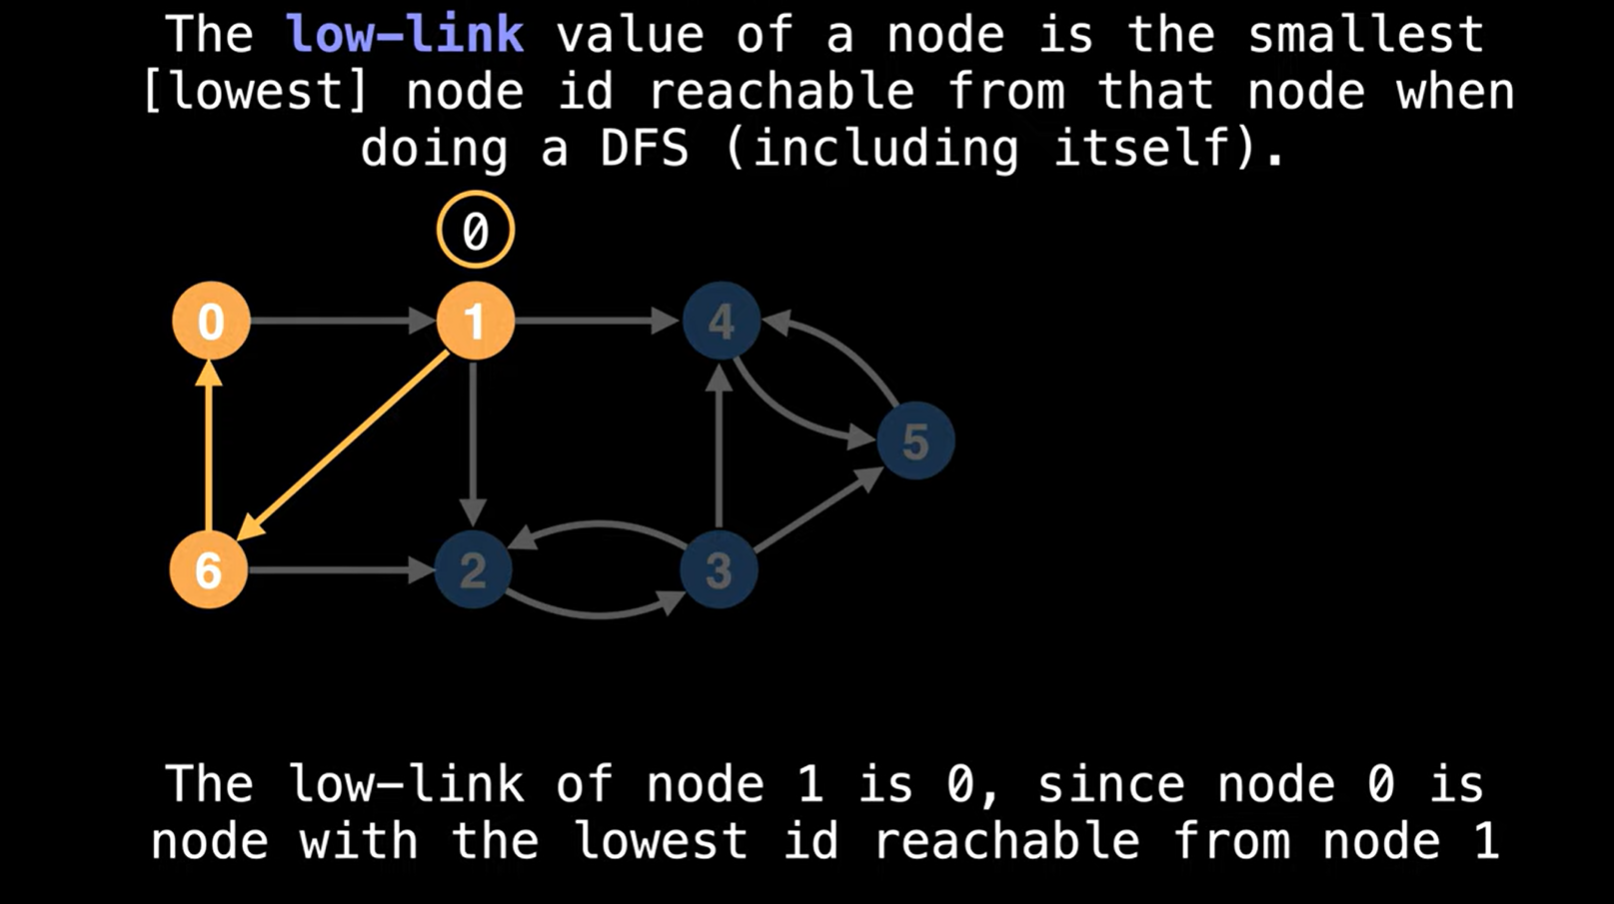 The low-link value of a node is the smallest
[lowest] node id reachable from that node when
doing a DFS (including itself).
0
0
1
4
5
6
2
3
The low-link of node 1 is 0, since node 0 is
node with the lowest id reachable from node 1